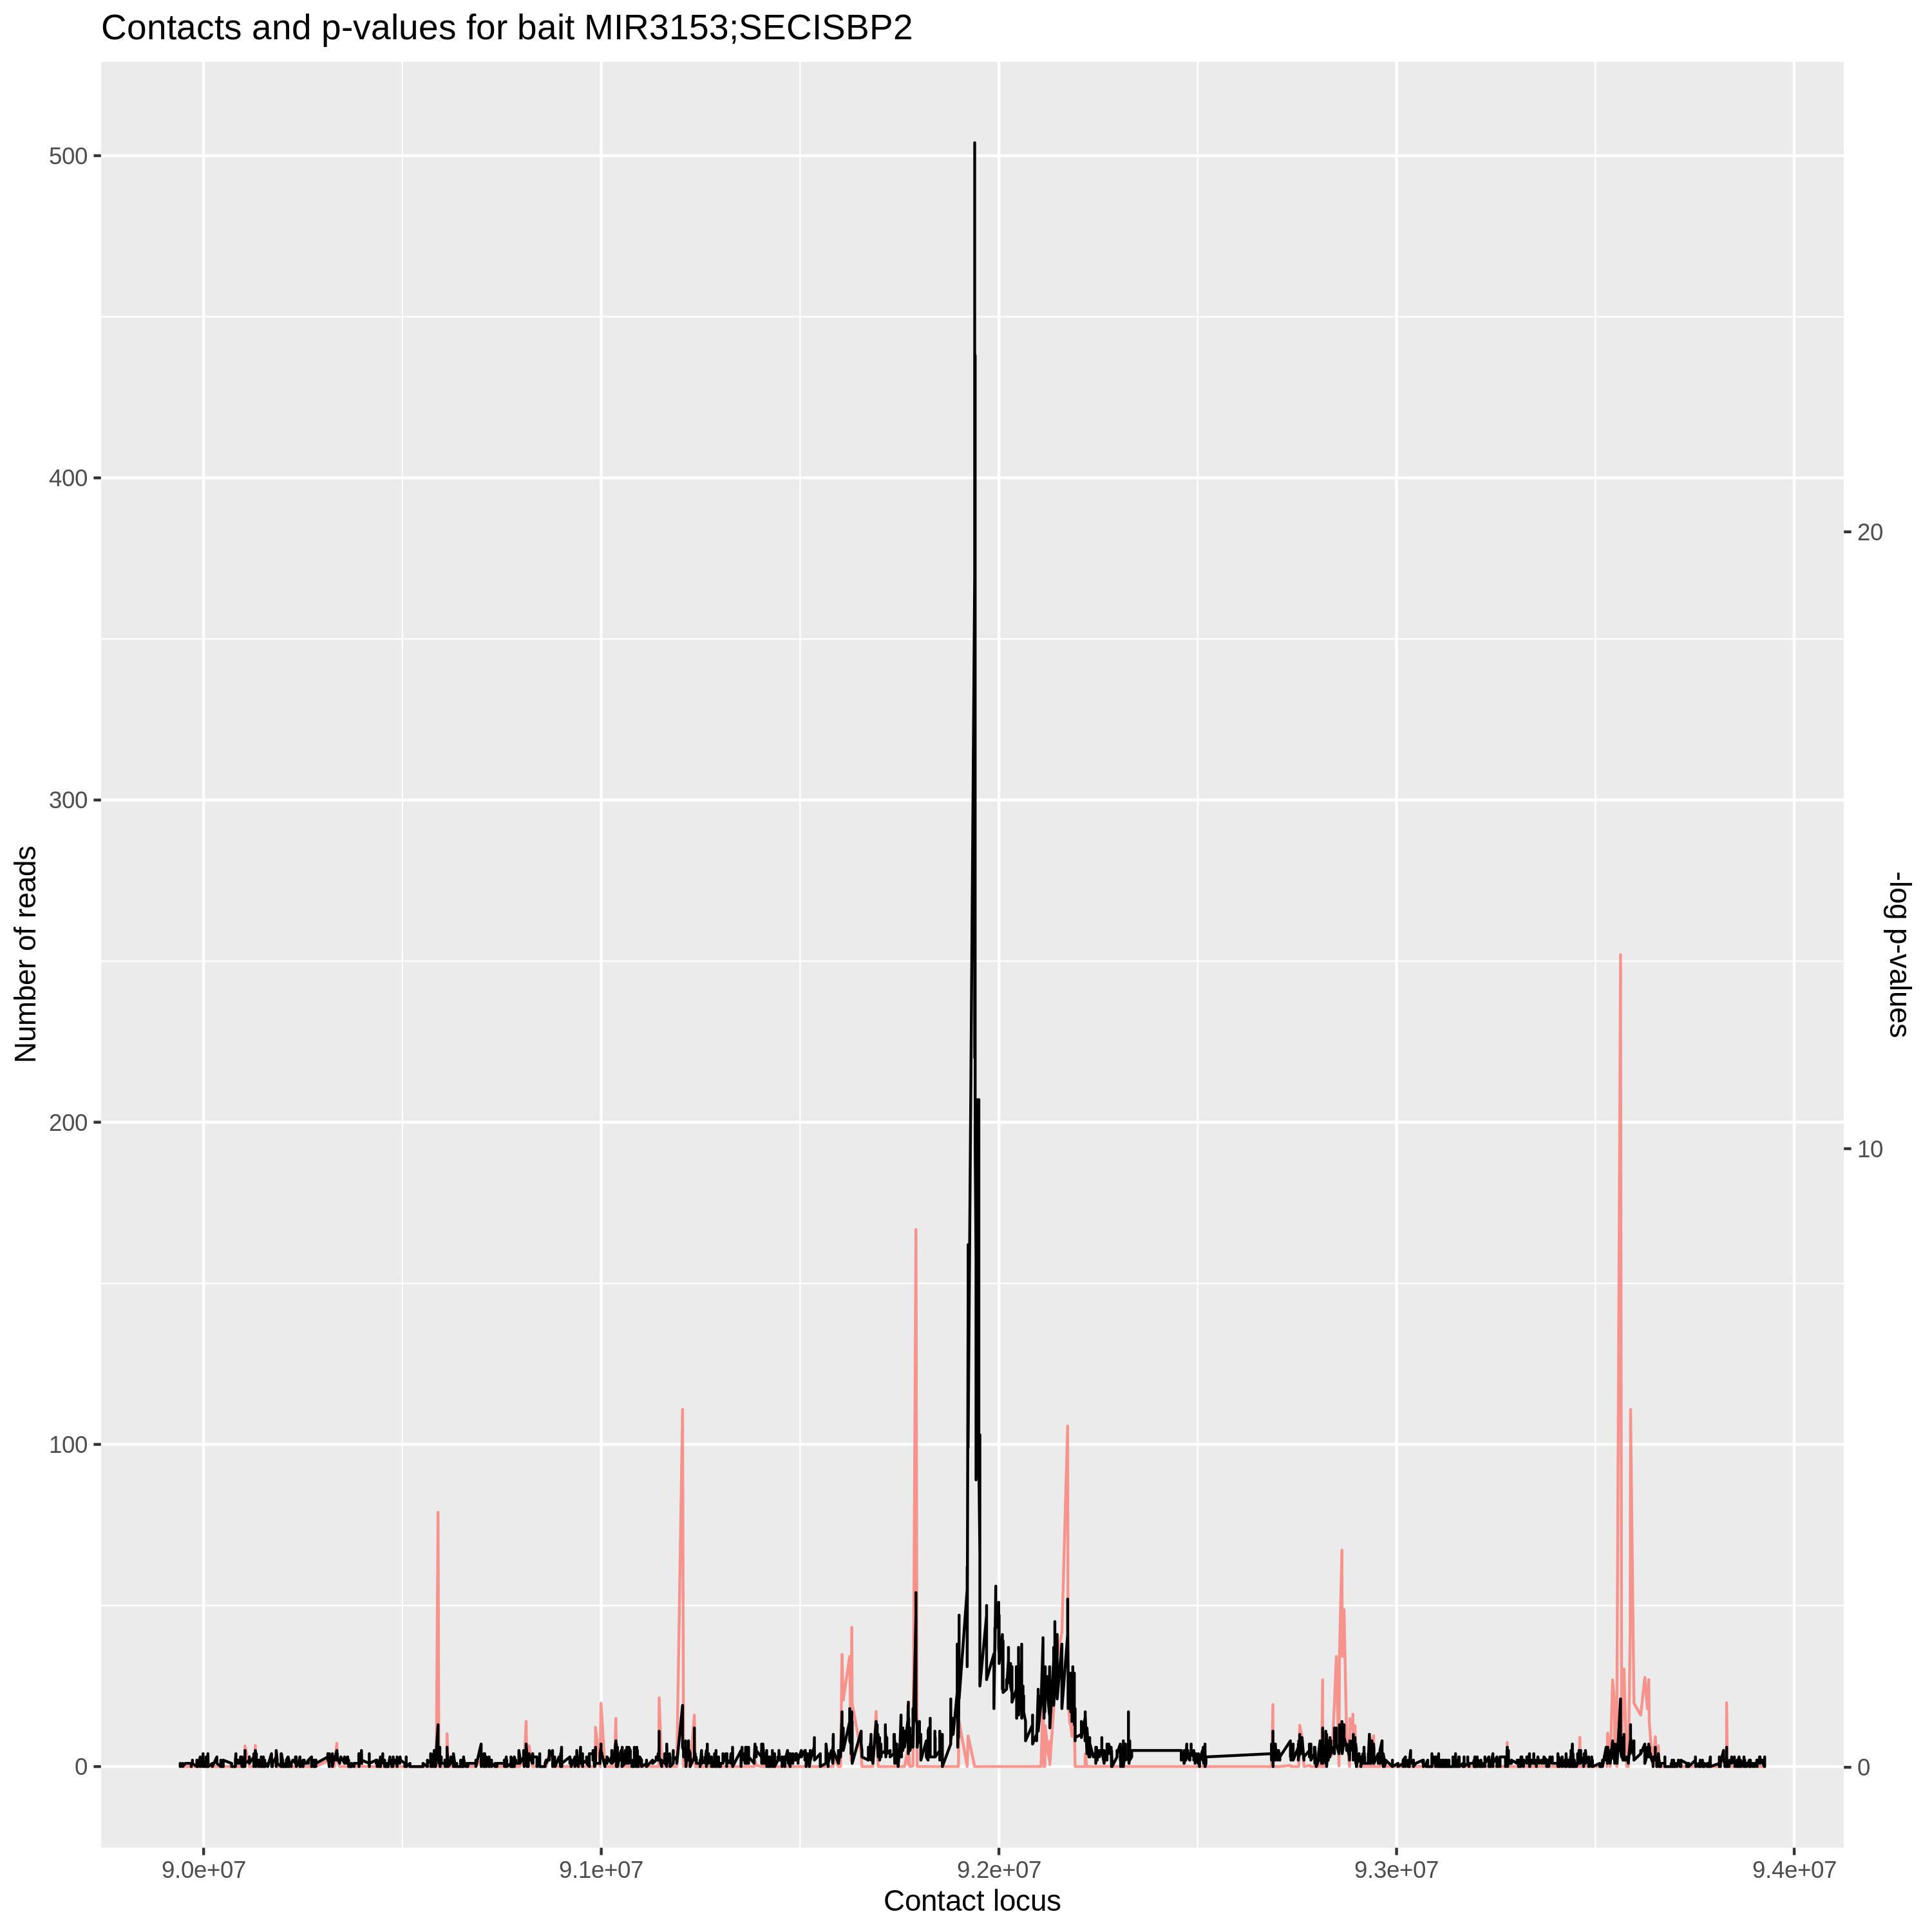 Contacts and p-values for bait MIR3153;SECISBP2
500
400
300
200
100
0
Number of reads
20
10
0
-log p-values
9.0e+07
9.1e+07
9.2e+07
9.3e+07
9.4e+07
Contact locus